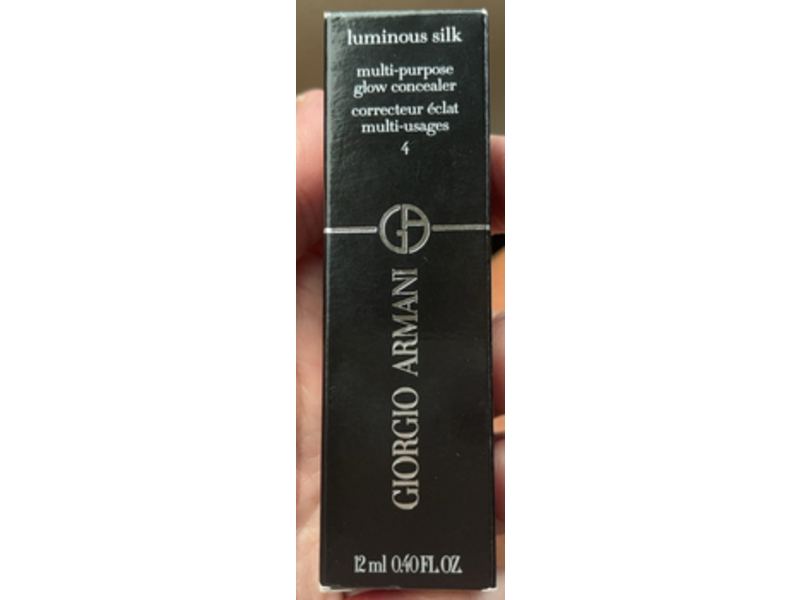 luminous silk
multi-purpose
glow concealer
correcteur éclat
multi-usages
4
GA
GIORGIO ARMANI
12 ml 0.40 FL. OZ.